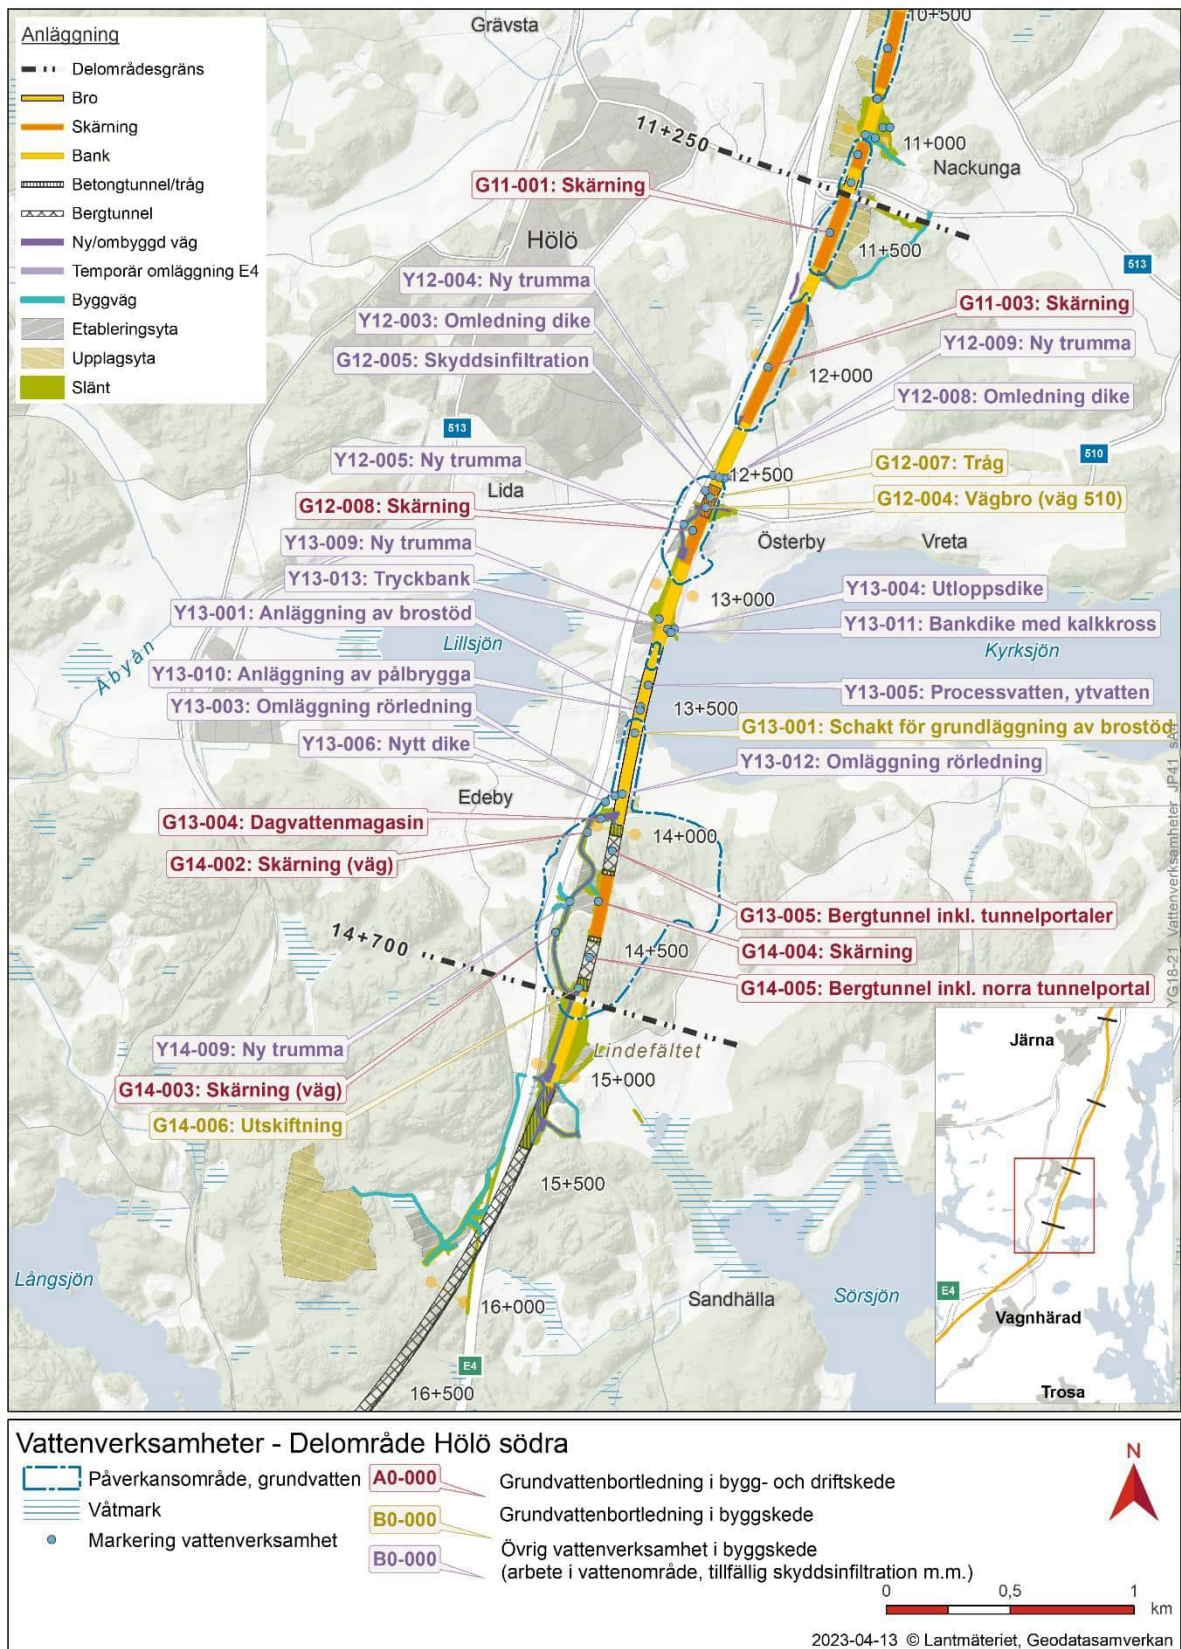 Anläggning
Delområdesgräns
Bro
Skärning
Bank
Betongtunnel/tråg
Bergtunnel
Ny/ombyggd väg
Temporär omläggning E4
Byggväg
Etableringsyta
Upplagsyta
Slänt
Grävsta
10+500
11+250
11+000
Nackunga
G11-001: Skärning
Hölö
11+500
513
Y12-004: Ny trumma
G11-003: Skärning
Y12-003: Omledning dike
Y12-009: Ny trumma
G12-005: Skyddsinfiltration
12+000
Y12-008: Omledning dike
513
510
Y12-005: Ny trumma
12+500
G12-007: Tråg
Lida
G12-004: Vägbro (väg 510)
G12-008: Skärning
Österby
Vreta
Y13-009: Ny trumma
Y13-013: Tryckbank
13+000
Y13-004: Utloppsdike
Y13-001: Anläggning av brostöd
Y13-011: Bankdike med kalkkross
Lillsjön
Kyrksjön
Åbyån
Y13-010: Anläggning av pålbrygga
Y13-005: Processvatten, ytvatten
Y13-003: Omläggning rörledning
13+500
G13-001: Schakt för grundläggning av brostöd
Y13-006: Nytt dike
Y13-012: Omläggning rörledning
Edeby
G13-004: Dagvattenmagasin
14+000
G14-002: Skärning (väg)
G13-005: Bergtunnel inkl. tunnelportaler
14+700
14+500
G14-004: Skärning
G14-005: Bergtunnel inkl. norra tunnelportal
Y14-009: Ny trumma
Lindefältet
G14-003: Skärning (väg)
15+000
G14-006: Utskiftning
15+500
Långsjön
16+000
Sandhälla
Sörsjön
E4
16+500
Järna
E4
Vagnhärad
Trosa
YG18-21 Vattenverksamheter JP41
Vattenverksamheter - Delområde Hölö södra
Påverkansområde, grundvatten
Våtmark
Markering vattenverksamhet
A0-000 Grundvattenbortledning i bygg- och driftskede
B0-000 Grundvattenbortledning i byggskede
B0-000 Övrig vattenverksamhet i byggskede
(arbete i vattenområde, tillfällig skyddsinfiltration m.m.)
N
0 0,5 1
km
2023-04-13 © Lantmäteriet, Geodatasamverkan